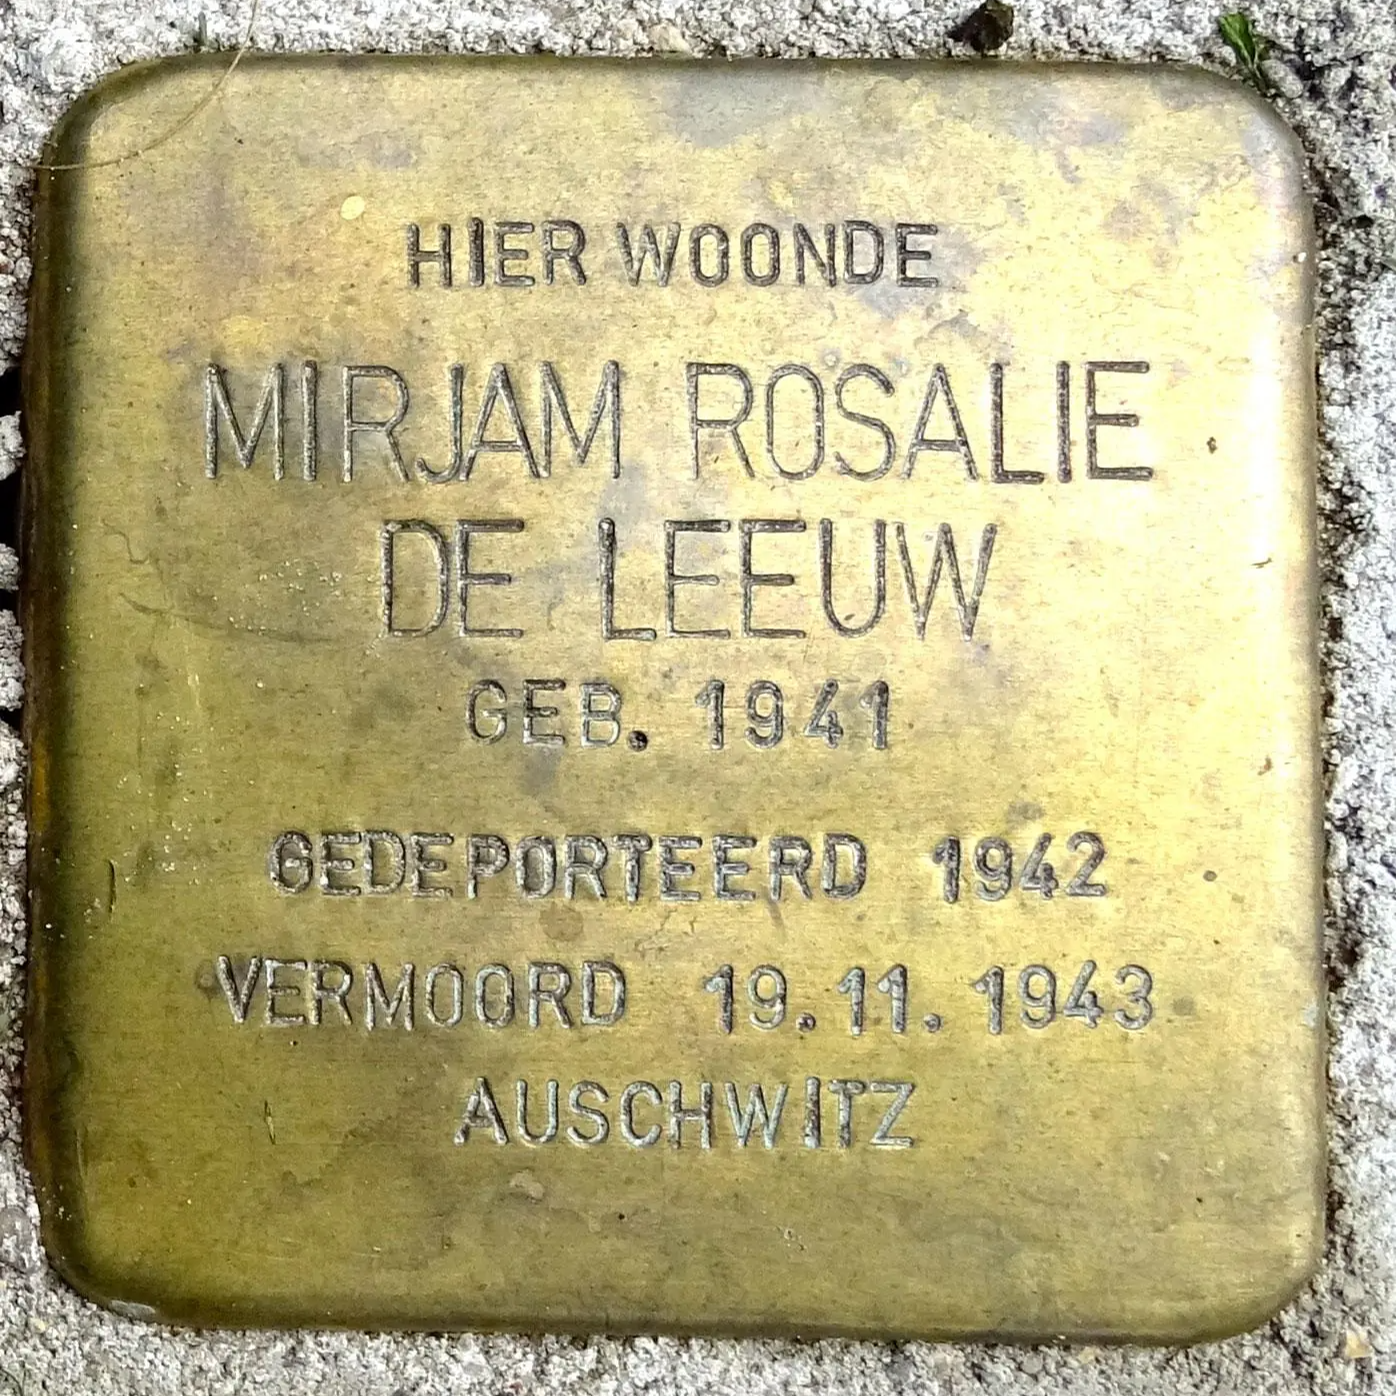 HIER WOONDE
MIRJAM ROSALIE
DE LEEUW
GEB. 1941
GEDEPORTEERD 1942
VERMOORD 19.11.1943
AUSCHWITZ